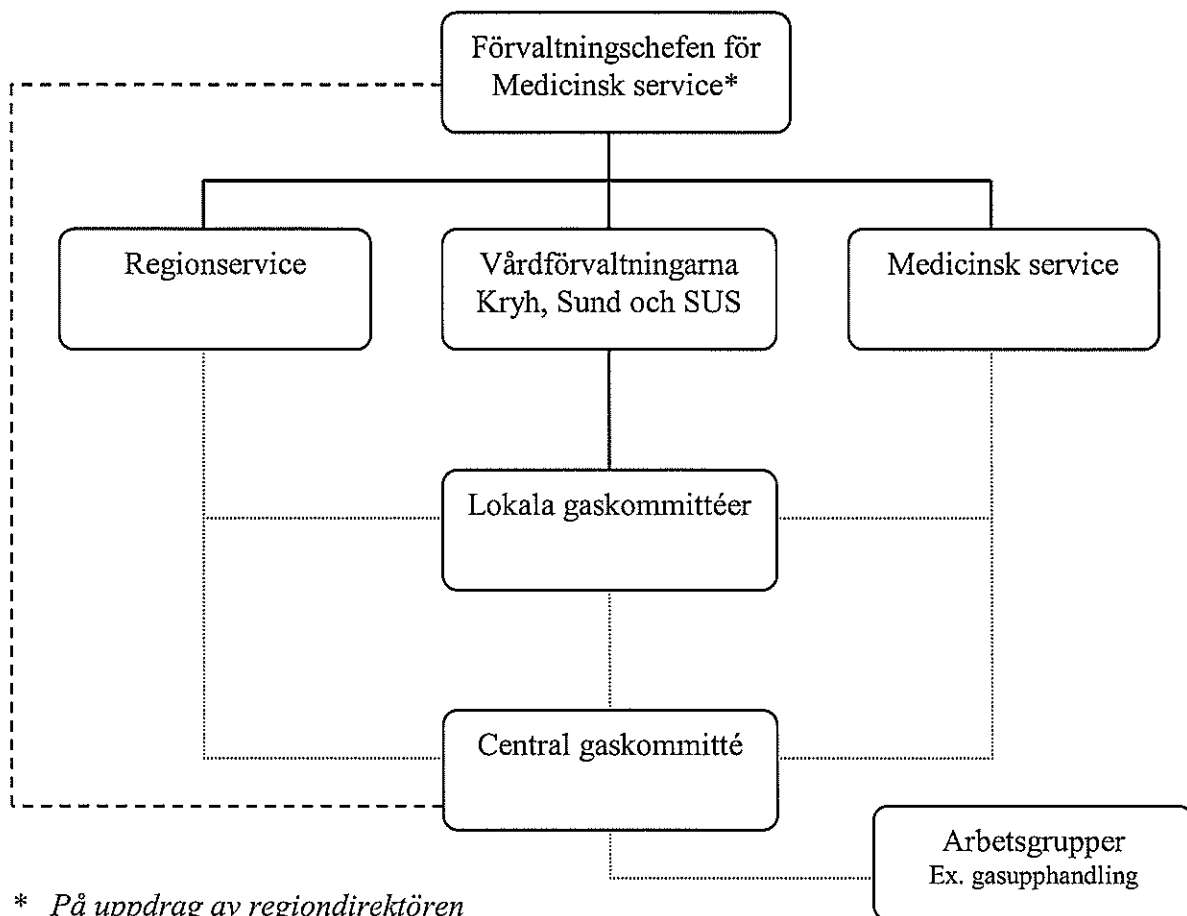 Förvaltningschefen för
Medicinsk service*
Regionservice
Vårdförvaltningarna
Kryh, Sund och SUS
Medicinsk service
Lokala gaskommittéer
Central gaskommitté
Arbetsgrupper
Ex. gasupphandling
* På uppdrag av regiondirektören